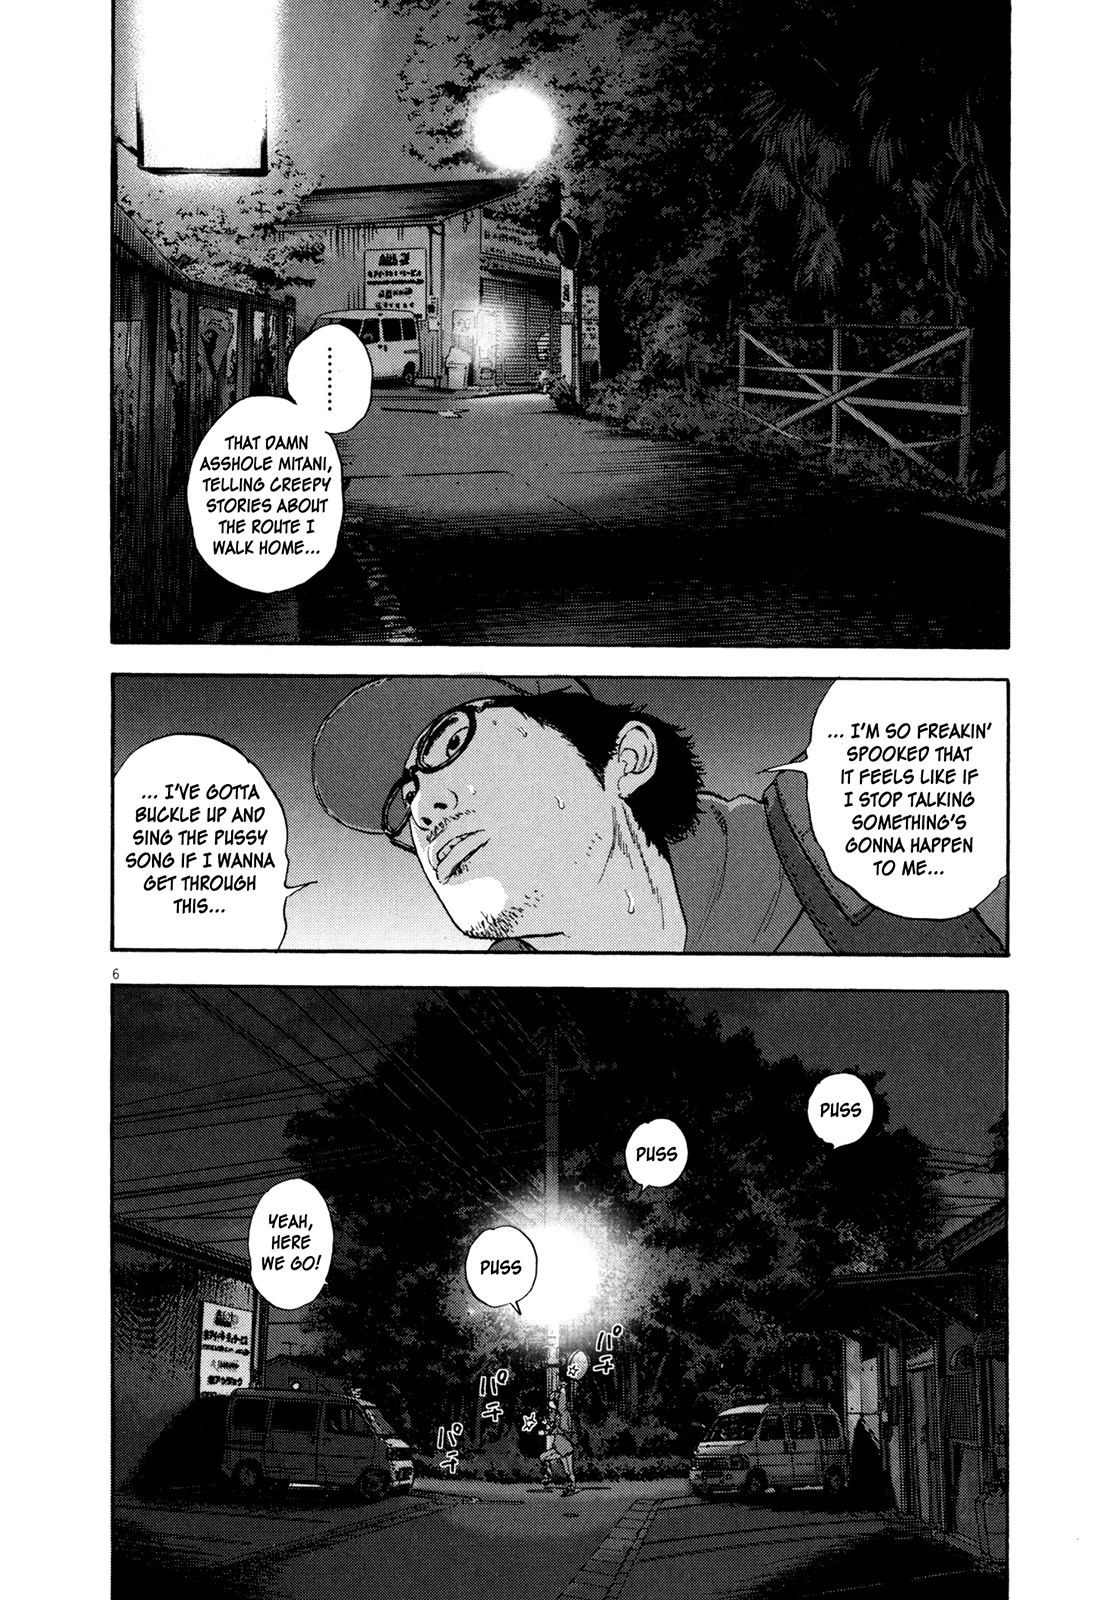 .........
THAT DAMN
ASSHOLE MITANI,
TELLING CREEPY
STORIES ABOUT
THE ROUTE I
WALK HOME...
... I'M SO FREAKIN'
SPOOKED THAT
IT FEELS LIKE IF
I STOP TALKING
SOMETHING'S
GONNA HAPPEN
TO ME...
... I'VE GOTTA
BUCKLE UP AND
SING THE PUSSY
SONG IF I WANNA
GET THROUGH
THIS...
6
PUSS
PUSS
PUSS
YEAH,
HERE
WE GO!
パチ
パチ
パチ